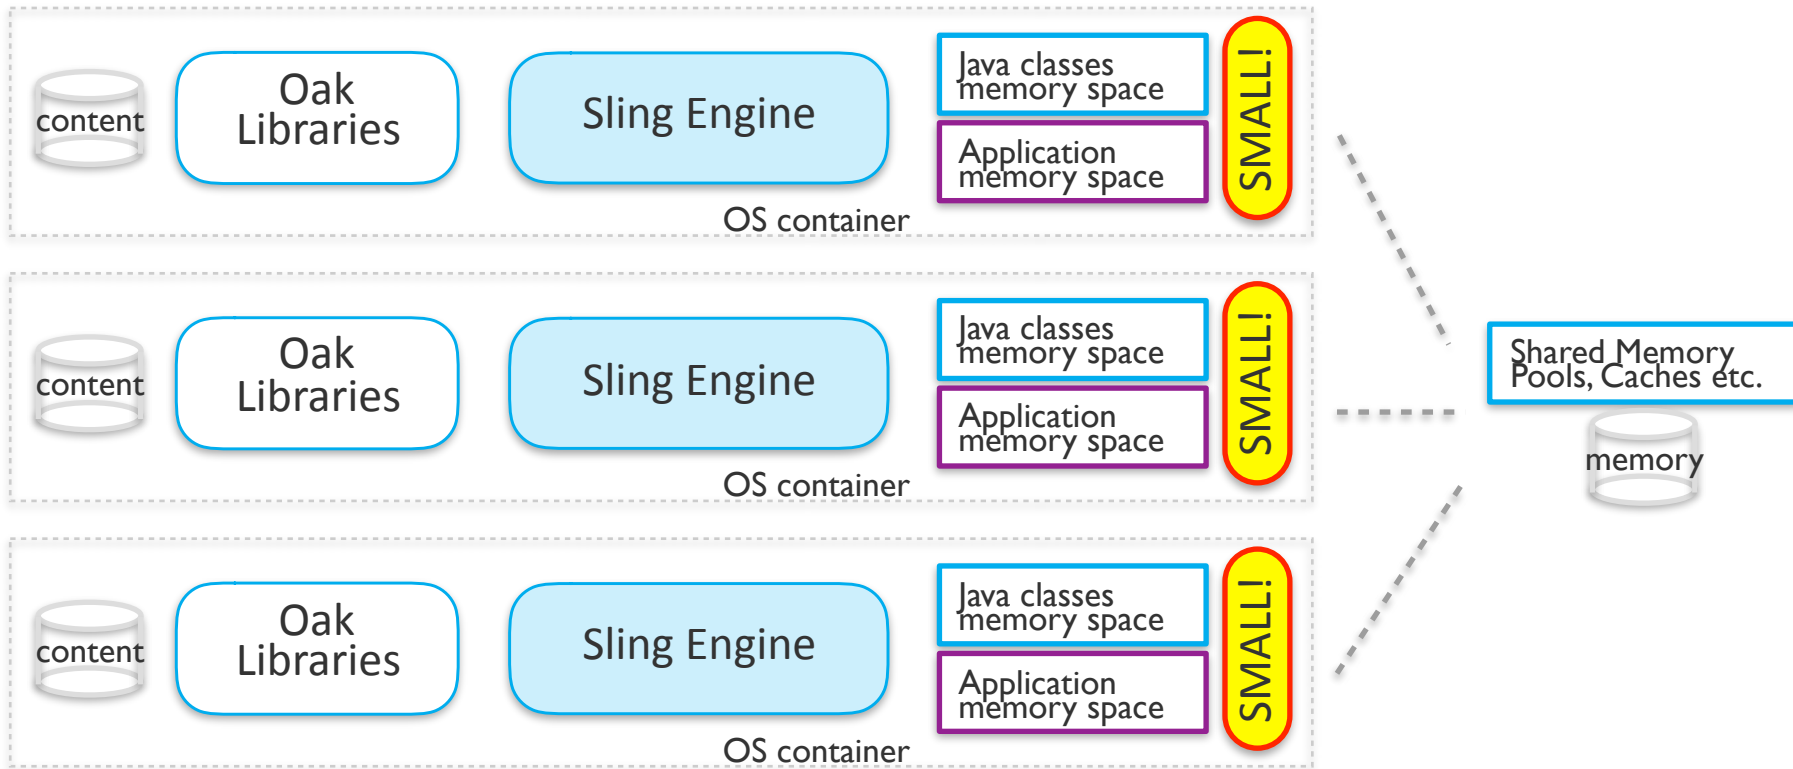 content
Oak
Libraries
Sling Engine
Java classes
memory space
Application
memory space
SMALL!
OS container
content
Oak
Libraries
Sling Engine
Java classes
memory space
Application
memory space
SMALL!
OS container
Shared Memory
Pools, Caches etc.
memory
content
Oak
Libraries
Sling Engine
Java classes
memory space
Application
memory space
SMALL!
OS container